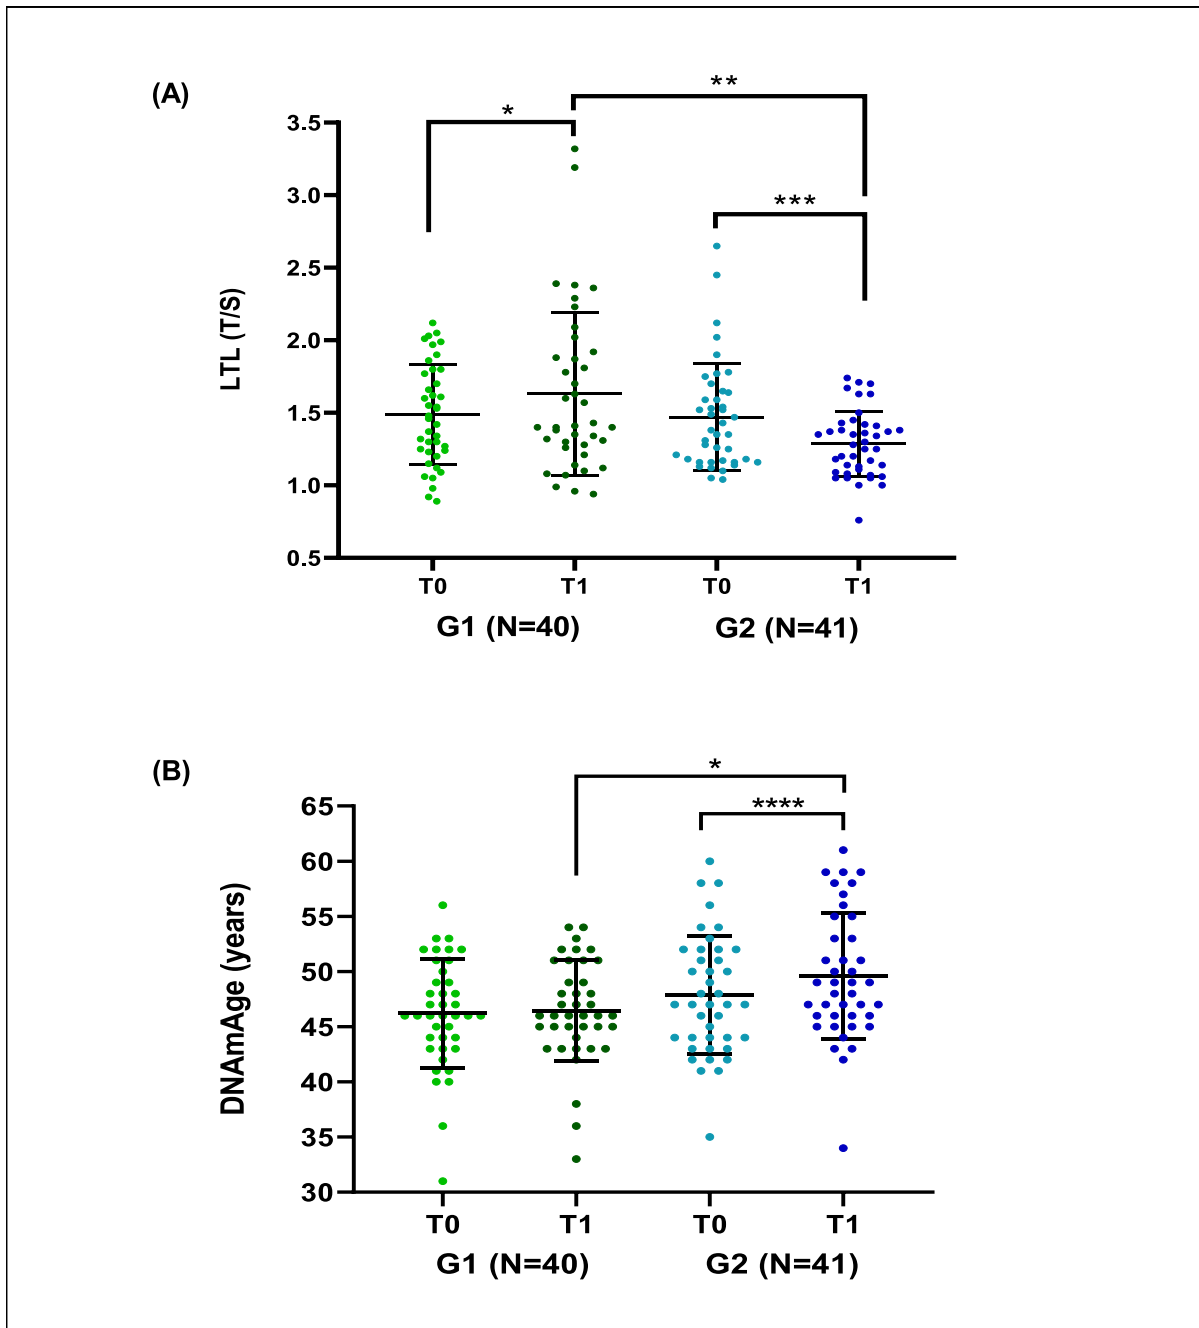 (A)
**
*
***
LTL (T/S)
3.5
3.0
2.5
2.0
1.5
1.0
0.5
T0 T1 T0 T1
G1 (N=40) G2 (N=41)
(B)
*
****
DNAmAge (years)
65
60
55
50
45
40
35
30
T0 T1 T0 T1
G1 (N=40) G2 (N=41)